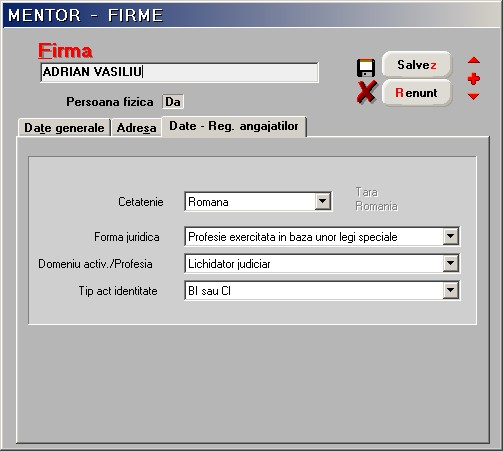 MENTOR - FIRME
Firma
ADRIAN VASILIU
Salvez
Persoana fizica Da
Renunt
Date generale Adresa Date - Reg. angajatilor
Cetatenie Romana Tara
Romania
Forma juridica Profesie exercitata in baza unor legi speciale
Domeniu activ./Profesia Lichidator judiciar
Tip act identitate BI sau CI